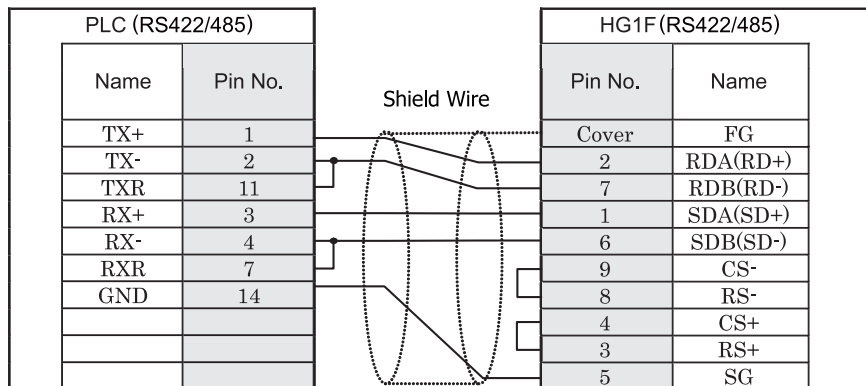 PLC (RS422/485) HG1F(RS422/485)
Name Pin No. Shield Wire Pin No. Name
TX+ 1 Cover FG
TX- 2 2 RDA(RD+)
TXR 11 7 RDB(RD-)
RX+ 3 1 SDA(SD+)
RX- 4 6 SDB(SD-)
RXR 7 9 CS-
GND 14 8 RS-
4 CS+
3 RS+
5 SG